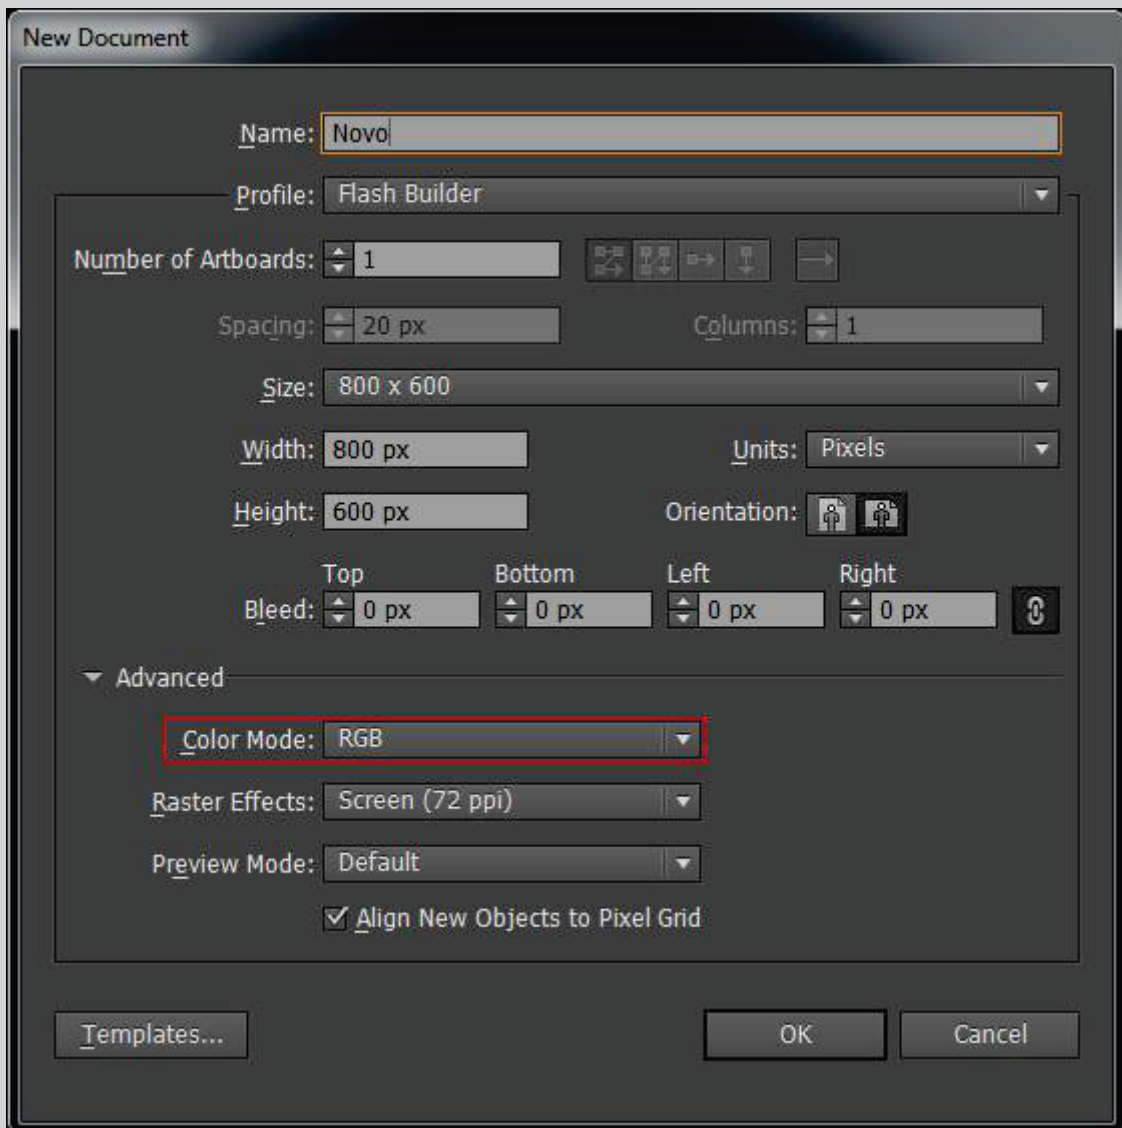 New Document
Name: Novo
Profile: Flash Builder
Number of Artboards: 1
Spacing: 20 px Columns: 1
Size: 800 x 600
Width: 800 px Units: Pixels
Height: 600 px Orientation:
Top Bottom Left Right
Bleed: 0 px 0 px 0 px 0 px
Advanced
Color Mode: RGB
Raster Effects: Screen (72 ppi)
Preview Mode: Default
Align New Objects to Pixel Grid
Templates... OK Cancel